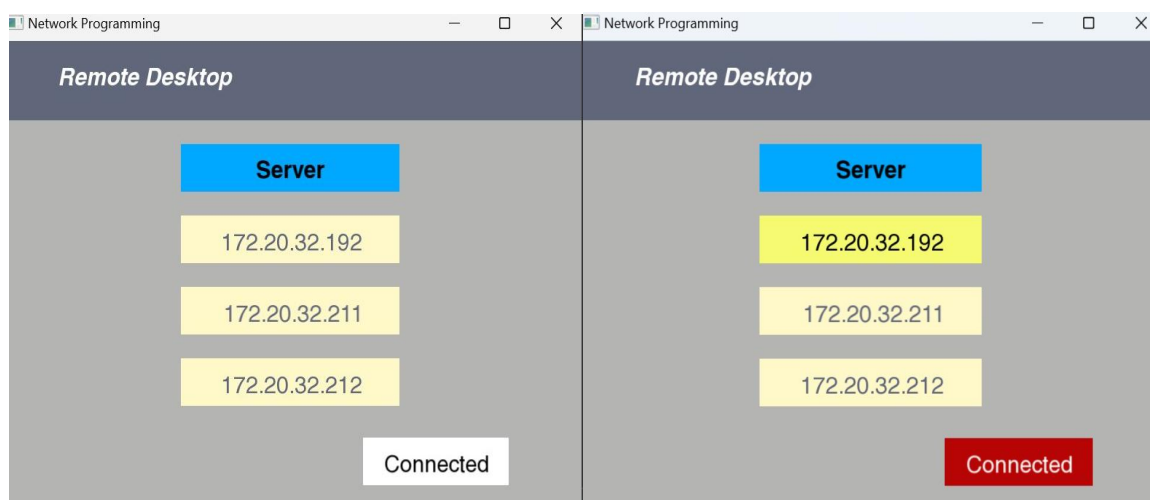 Network Programming
Remote Desktop
Server
172.20.32.192
172.20.32.211
172.20.32.212
Connected
Network Programming
Remote Desktop
Server
172.20.32.192
172.20.32.211
172.20.32.212
Connected